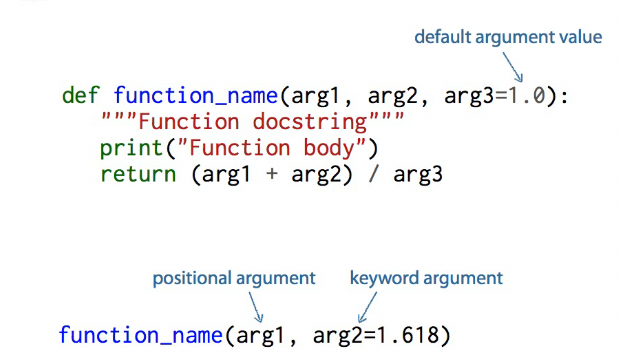 default argument value
def function_name(arg1, arg2, arg3=1.0):
"""Function docstring"""
print("Function body")
return (arg1 + arg2) / arg3
positional argument keyword argument
function_name(arg1, arg2=1.618)